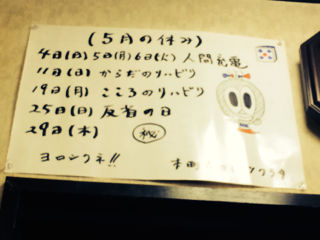 (5月の休み)
4日(日)5日(月)6日(火)人間充電
11日(日)からだのリハビリ
19日(月)こころのリハビリ
25日(日)反省の日
29日(木) 秘
ヨロシクネ!!
本町